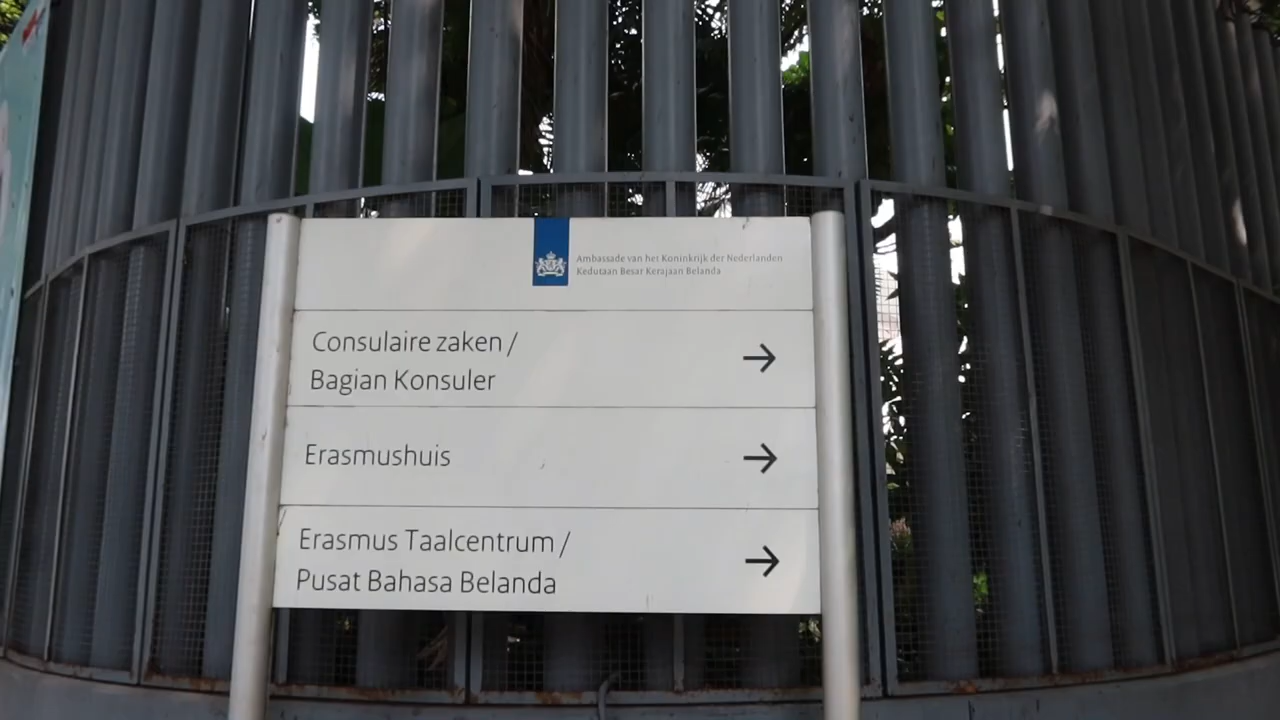 Ambassade van het Koninkrijk der Nederlanden
Kedutaan Besar Kerajaan Belanda
Consulaire zaken /
Bagian Konsuler
Erasmushuis
Erasmus Taalcentrum /
Pusat Bahasa Belanda